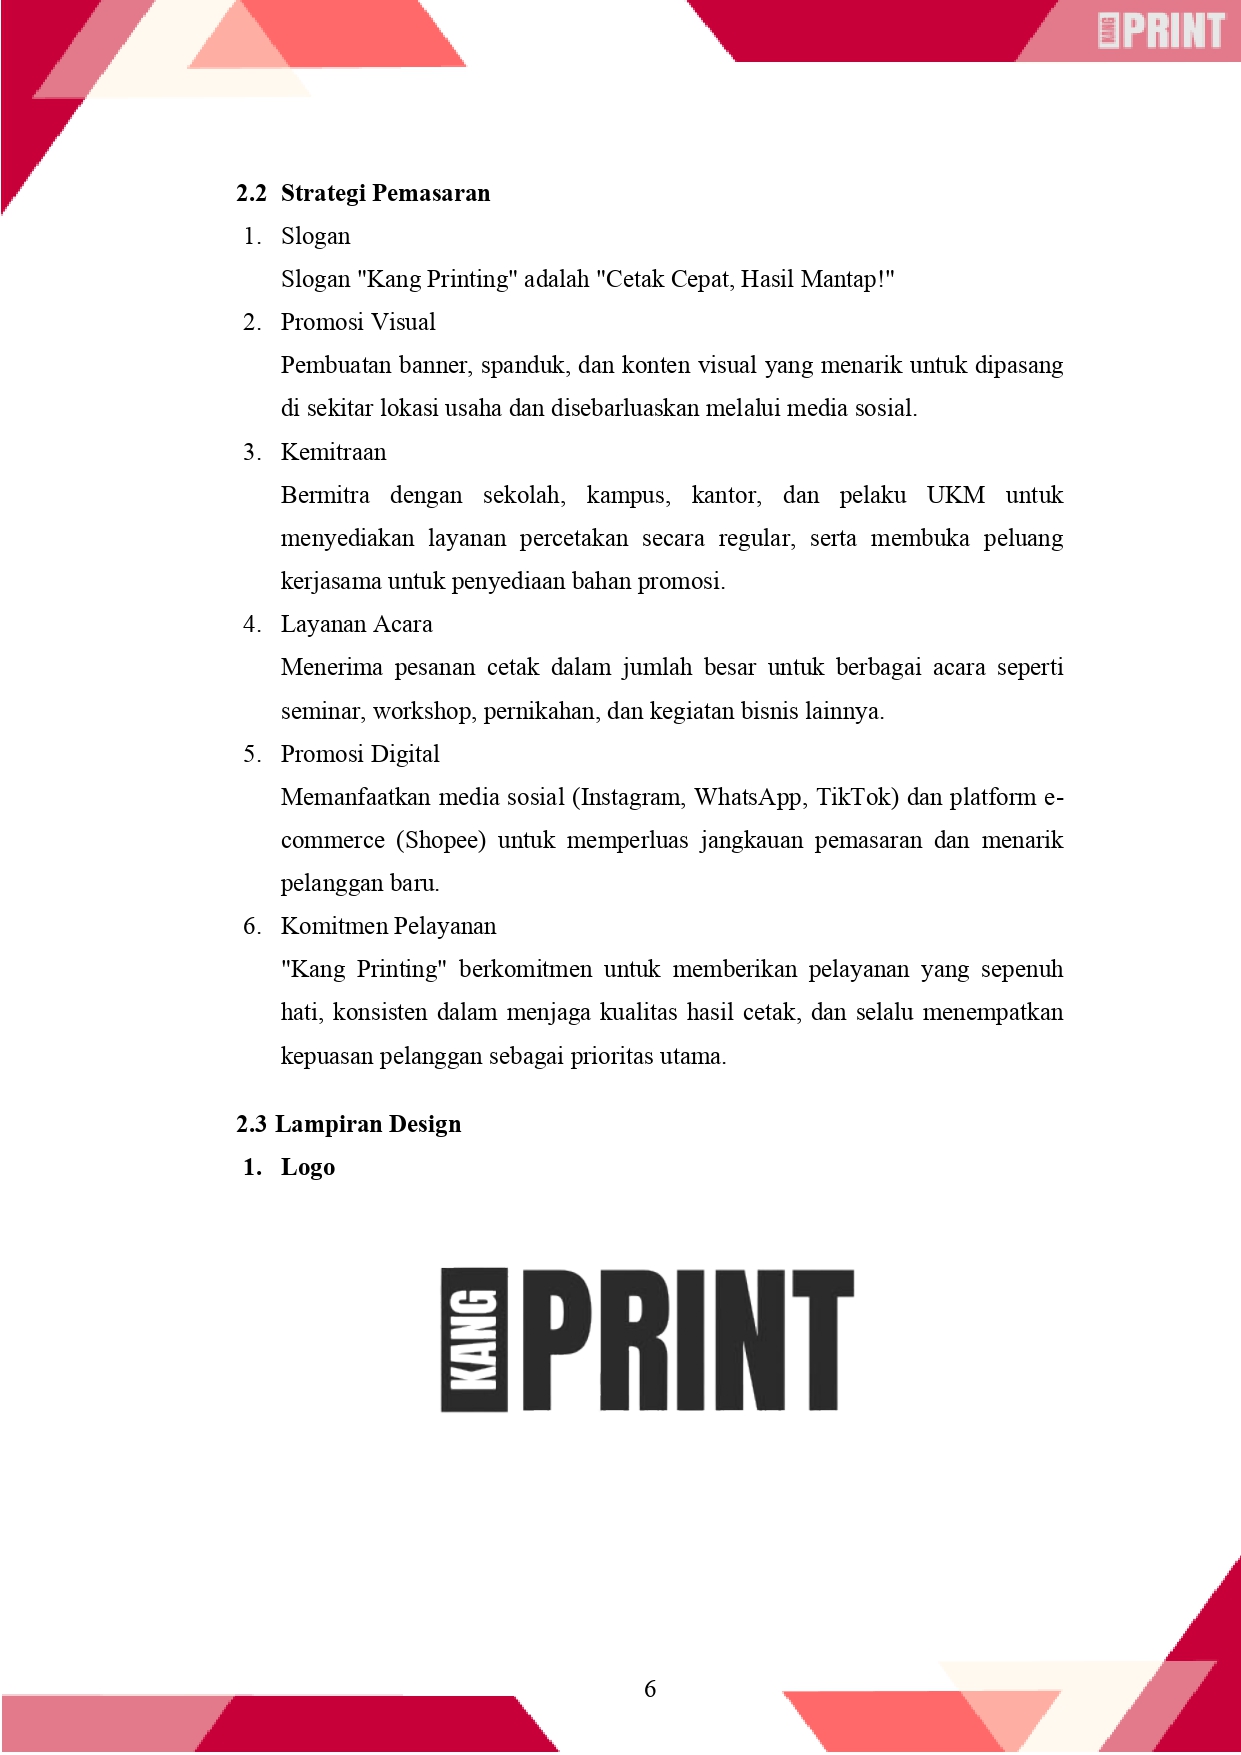 KANG PRINT
2.2 Strategi Pemasaran
1. Slogan
Slogan "Kang Printing" adalah "Cetak Cepat, Hasil Mantap!"
2. Promosi Visual
Pembuatan banner, spanduk, dan konten visual yang menarik untuk dipasang
di sekitar lokasi usaha dan disebarluaskan melalui media sosial.
3. Kemitraan
Bermitra dengan sekolah, kampus, kantor, dan pelaku UKM untuk
menyediakan layanan percetakan secara regular, serta membuka peluang
kerjasama untuk penyediaan bahan promosi.
4. Layanan Acara
Menerima pesanan cetak dalam jumlah besar untuk berbagai acara seperti
seminar, workshop, pernikahan, dan kegiatan bisnis lainnya.
5. Promosi Digital
Memanfaatkan media sosial (Instagram, WhatsApp, TikTok) dan platform e-
commerce (Shopee) untuk memperluas jangkauan pemasaran dan menarik
pelanggan baru.
6. Komitmen Pelayanan
"Kang Printing" berkomitmen untuk memberikan pelayanan yang sepenuh
hati, konsisten dalam menjaga kualitas hasil cetak, dan selalu menempatkan
kepuasan pelanggan sebagai prioritas utama.
2.3 Lampiran Design
1. Logo
KANG PRINT
6